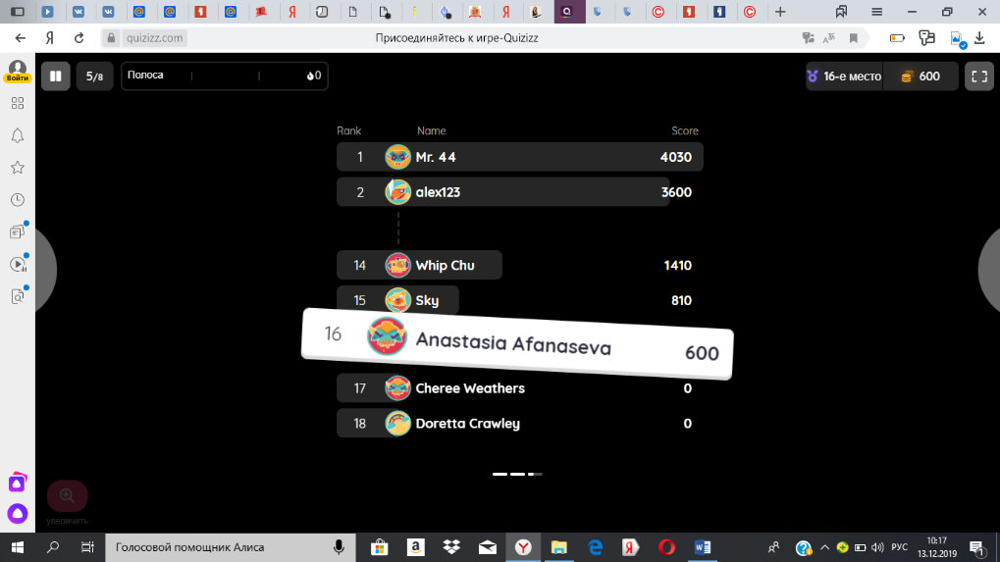 quizizz.com
Присоединяйтесь к игре-Quizizz
Войти
5/8
Полоса
0
16-е место
600
Rank Name Score
1 Mr. 44 4030
2 alex123 3600
14 Whip Chu 1410
15 Sky 810
16 Anastasia Afanaseva 600
17 Cheree Weathers 0
18 Doretta Crawley 0
увеличить
Голосовой помощник Алиса
РУС
10:17
13.12.2019
1